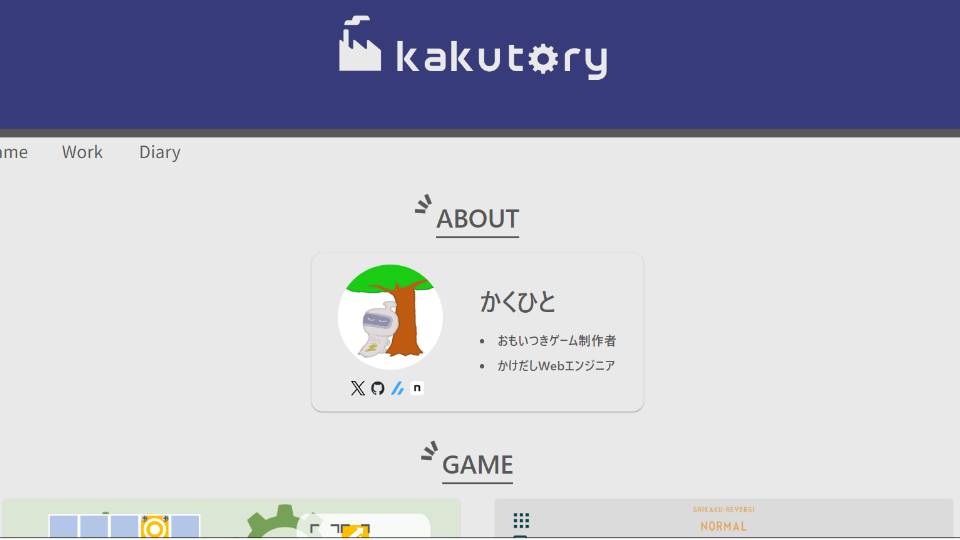 kakutory
ame
Work
Diary
ABOUT
かくひと
おもいつきゲーム制作者
かけだしWebエンジニア
n
GAME
SHIKAKU-REVERSI
NORMAL